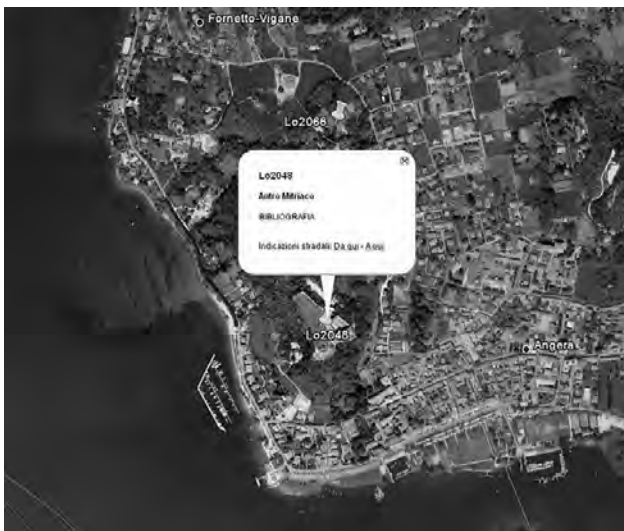 Fornetto-Vigane
Lo2066
Lo2048
Antro Mitriaco
BIBLIOGRAFIA
Indicazioni stradali: Da qui - A qui
Lo2048
Angera